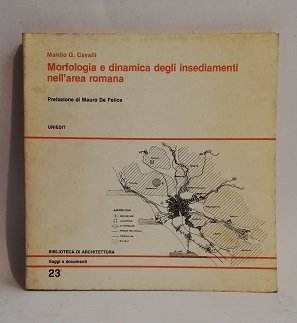 Manlio G. Cavalli
Morfologia e dinamica degli insediamenti
nell'area romana
Prefazione di Mauro De Felice
UNIEDIT
BIBLIOTECA DI ARCHITETTURA
Saggi e documenti
23